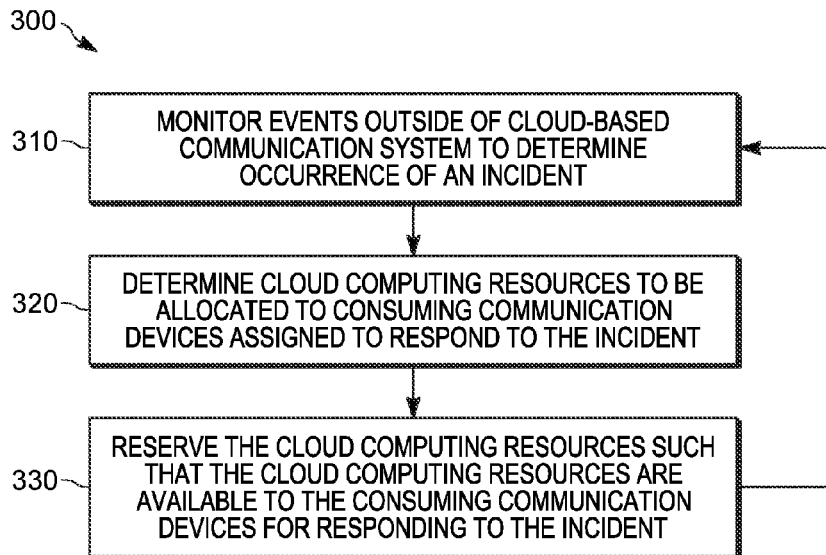 300
310
MONITOR EVENTS OUTSIDE OF CLOUD-BASED
COMMUNICATION SYSTEM TO DETERMINE
OCCURRENCE OF AN INCIDENT
320
DETERMINE CLOUD COMPUTING RESOURCES TO BE
ALLOCATED TO CONSUMING COMMUNICATION
DEVICES ASSIGNED TO RESPOND TO THE INCIDENT
330
RESERVE THE CLOUD COMPUTING RESOURCES SUCH
THAT THE CLOUD COMPUTING RESOURCES ARE
AVAILABLE TO THE CONSUMING COMMUNICATION
DEVICES FOR RESPONDING TO THE INCIDENT